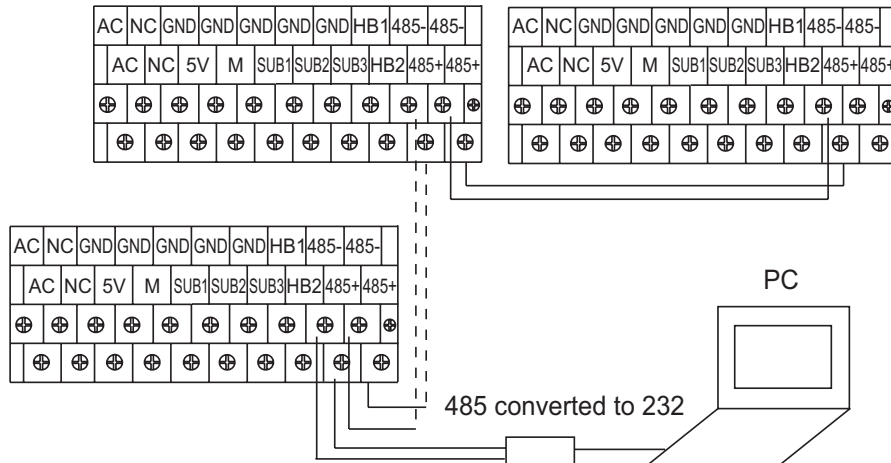 AC NC GND GND GND GND GND HB1 485- 485-
AC NC 5V M SUB1 SUB2 SUB3 HB2 485+ 485+
AC NC GND GND GND GND GND HB1 485- 485-
AC NC 5V M SUB1 SUB2 SUB3 HB2 485+ 485+
AC NC GND GND GND GND GND HB1 485- 485-
AC NC 5V M SUB1 SUB2 SUB3 HB2 485+ 485+
PC
485 converted to 232